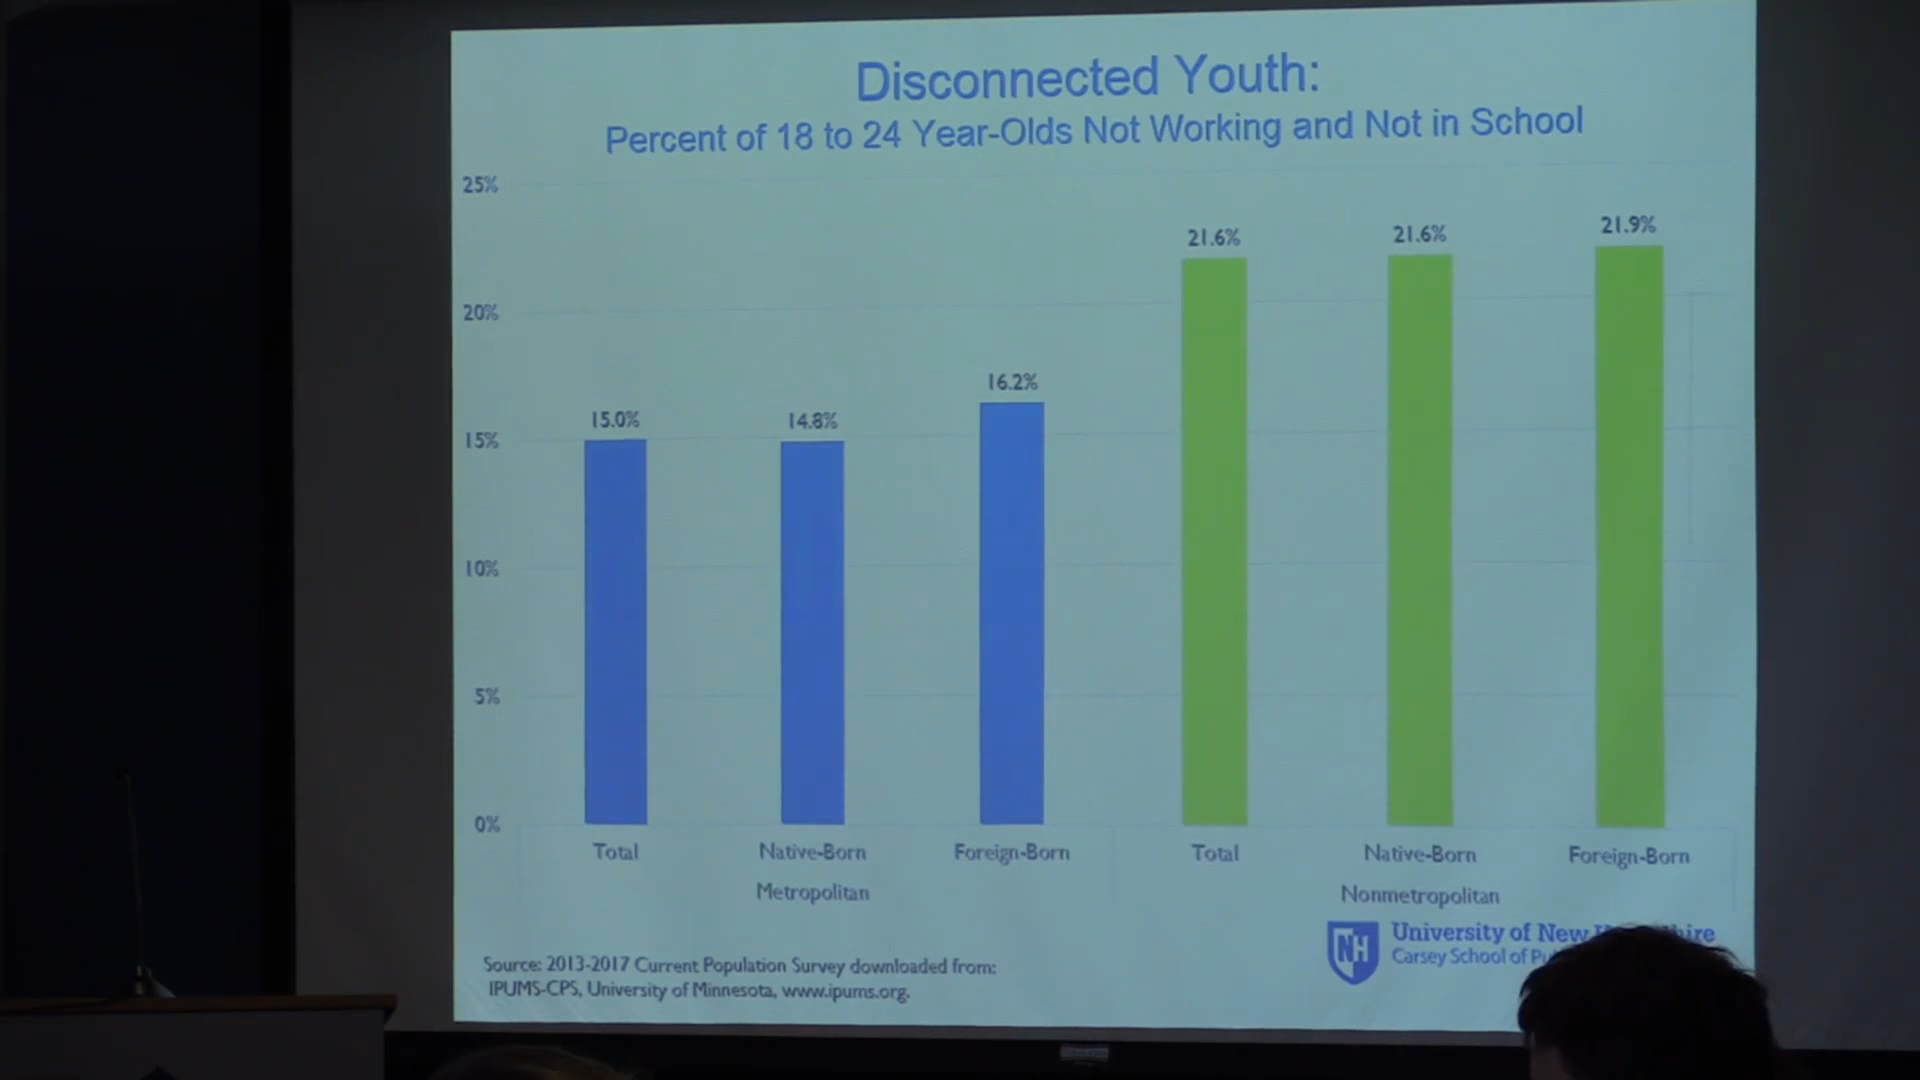 Disconnected Youth:
Percent of 18 to 24 Year-Olds Not Working and Not in School
25%
20%
15%
10%
5%
0%
15.0%
14.8%
16.2%
21.6%
21.6%
21.9%
Total
Native-Born
Foreign-Born
Total
Native-Born
Foreign-Born
Metropolitan
Nonmetropolitan
Source: 2013-2017 Current Population Survey downloaded from:
IPUMS-CPS, University of Minnesota, www.ipums.org.
NH
University of New
Carsey School of